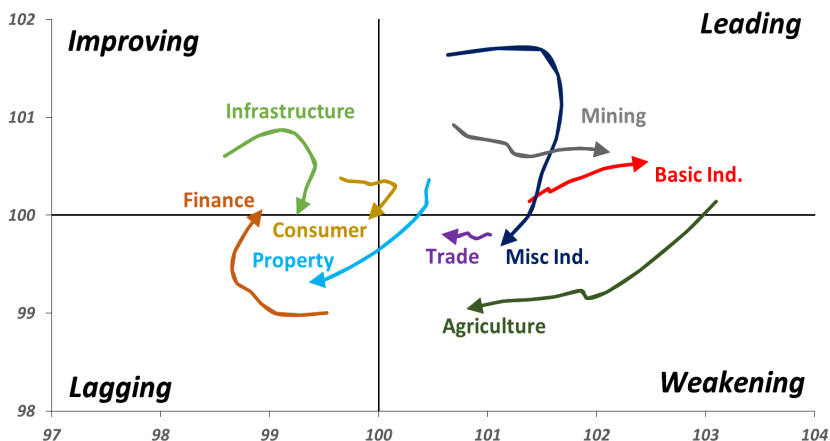 102
Improving
Leading
101
Infrastructure
Mining
Basic Ind.
Finance
100
Consumer
Property
Trade
Misc Ind.
99
Agriculture
Lagging
Weakening
98
97 98 99 100 101 102 103 104